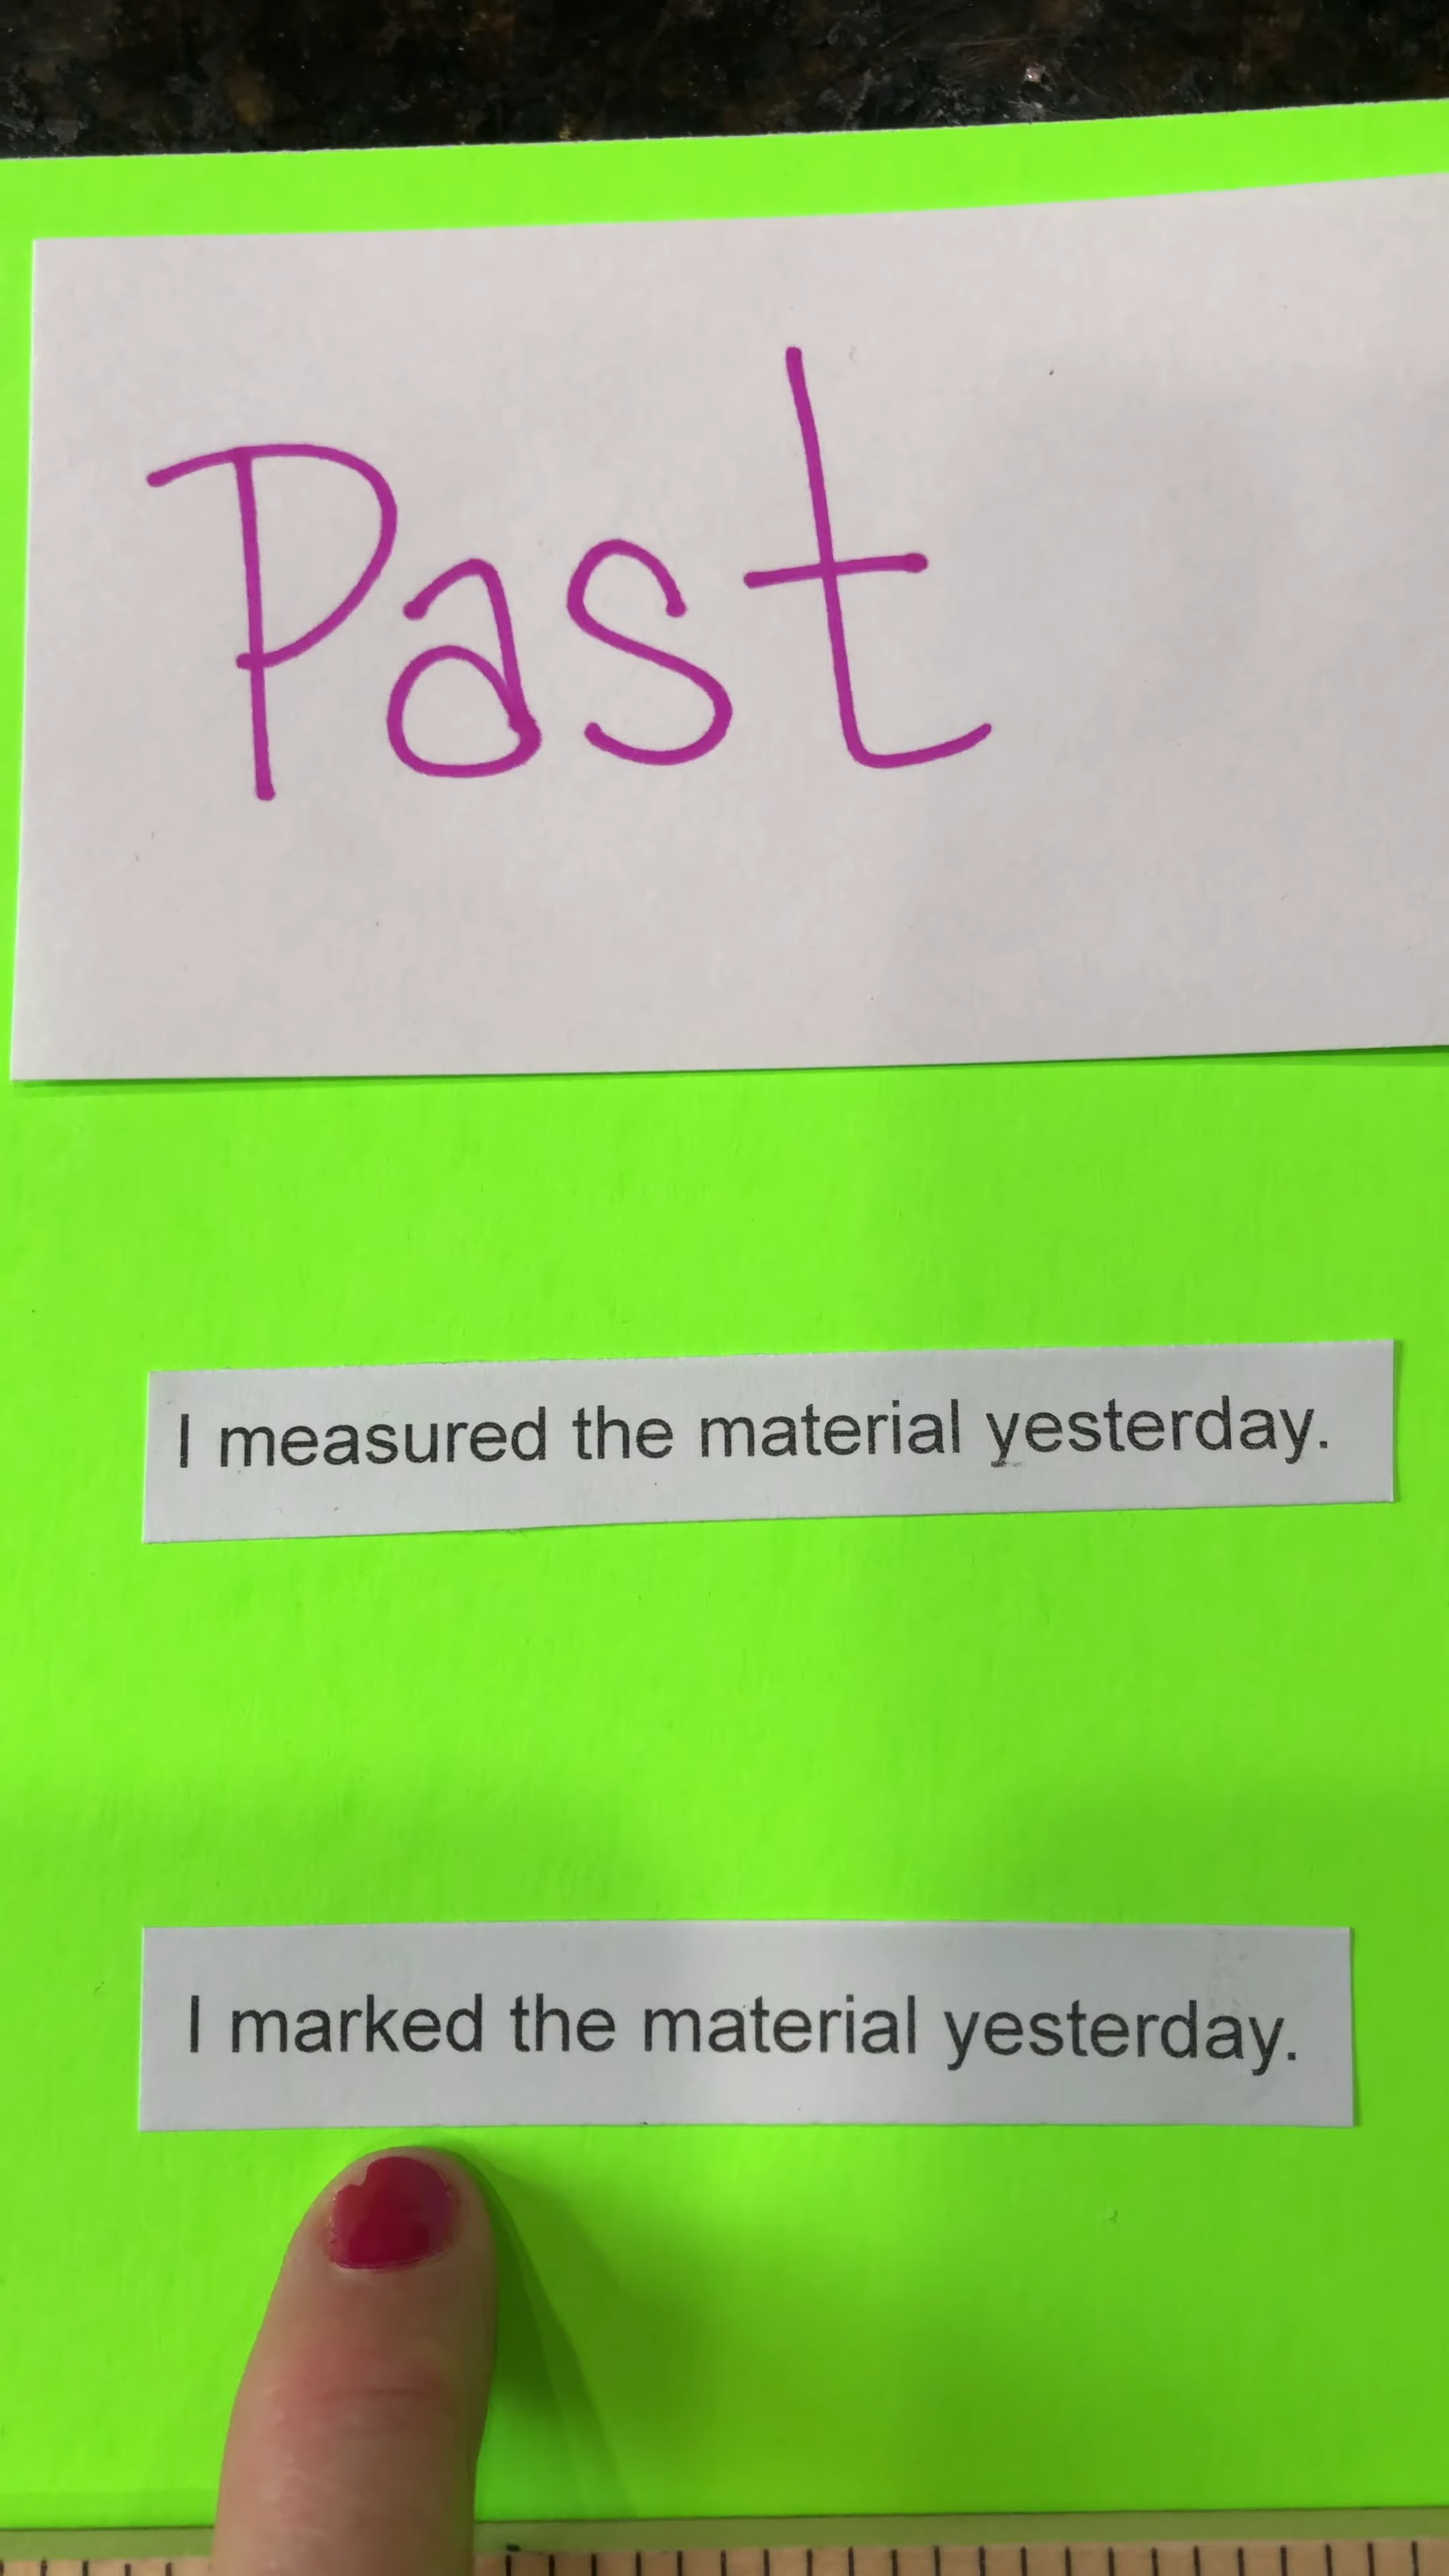 Past
I measured the material yesterday.
I marked the material yesterday.